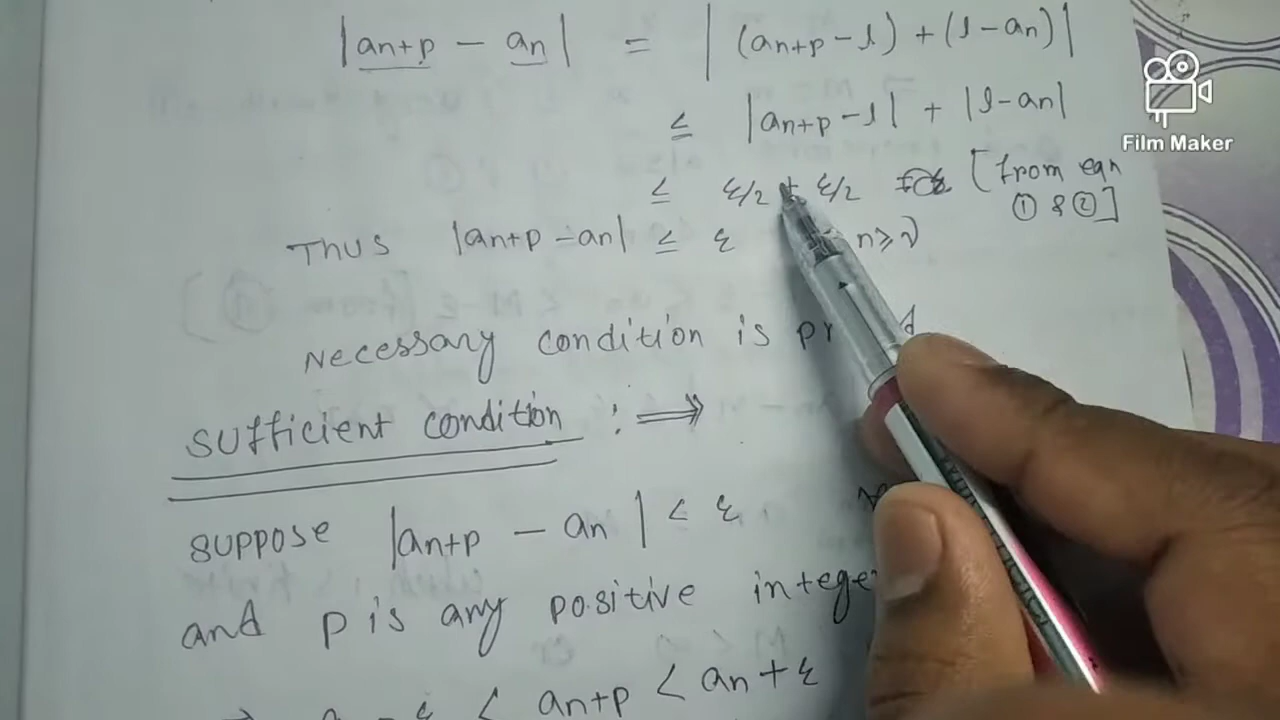 |an+p − an| = |(an+p − l) + (l − an)|
≤ |an+p − l| + |l − an|
≤ ε/2 + ε/2 [from eqn ① & ②]
Thus |an+p − an| ≤ ε n ≥ ν
Necessary condition is
sufficient condition : ⟹
suppose |an+p − an| < ε
and p is any positive
< an+p < an + ε
Film Maker